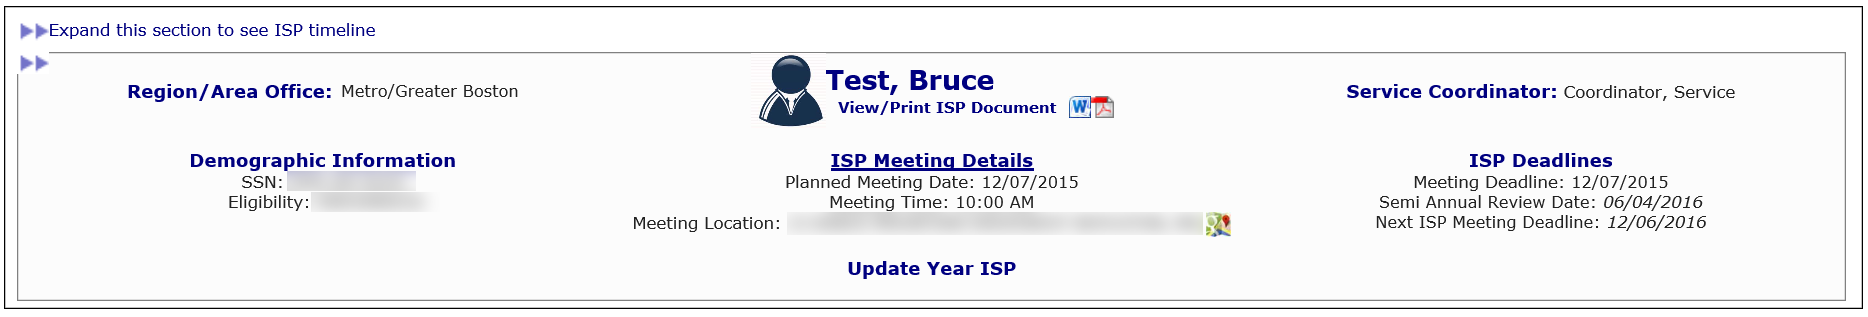 Expand this section to see ISP timeline
Region/Area Office: Metro/Greater Boston
Test, Bruce
View/Print ISP Document
Service Coordinator: Coordinator, Service
Demographic Information
SSN:
Eligibility:
ISP Meeting Details
Planned Meeting Date: 12/07/2015
Meeting Time: 10:00 AM
Meeting Location:
ISP Deadlines
Meeting Deadline: 12/07/2015
Semi Annual Review Date: 06/04/2016
Next ISP Meeting Deadline: 12/06/2016
Update Year ISP